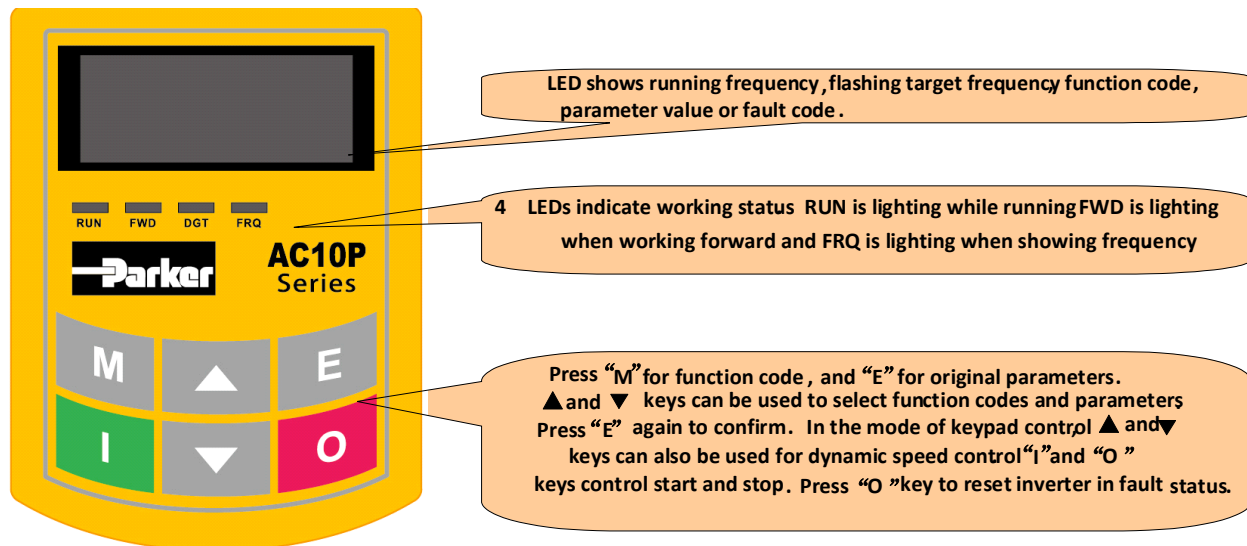 LED shows running frequency,flashing target frequency function code,
parameter value or fault code.
RUN FWD DGT FRQ
4 LEDs indicate working status RUN is lighting while running.FWD is lighting
when working forward and FRQ is lighting when showing frequency
Parker
AC10P
Series
M
E
I
O
Press “M” for function code, and “E” for original parameters.
▲ and ▼ keys can be used to select function codes and parameters.
Press “E” again to confirm. In the mode of keypad control, ▲ and ▼
keys can also be used for dynamic speed control “I” and “O ”
keys control start and stop. Press “O ” key to reset inverter in fault status.